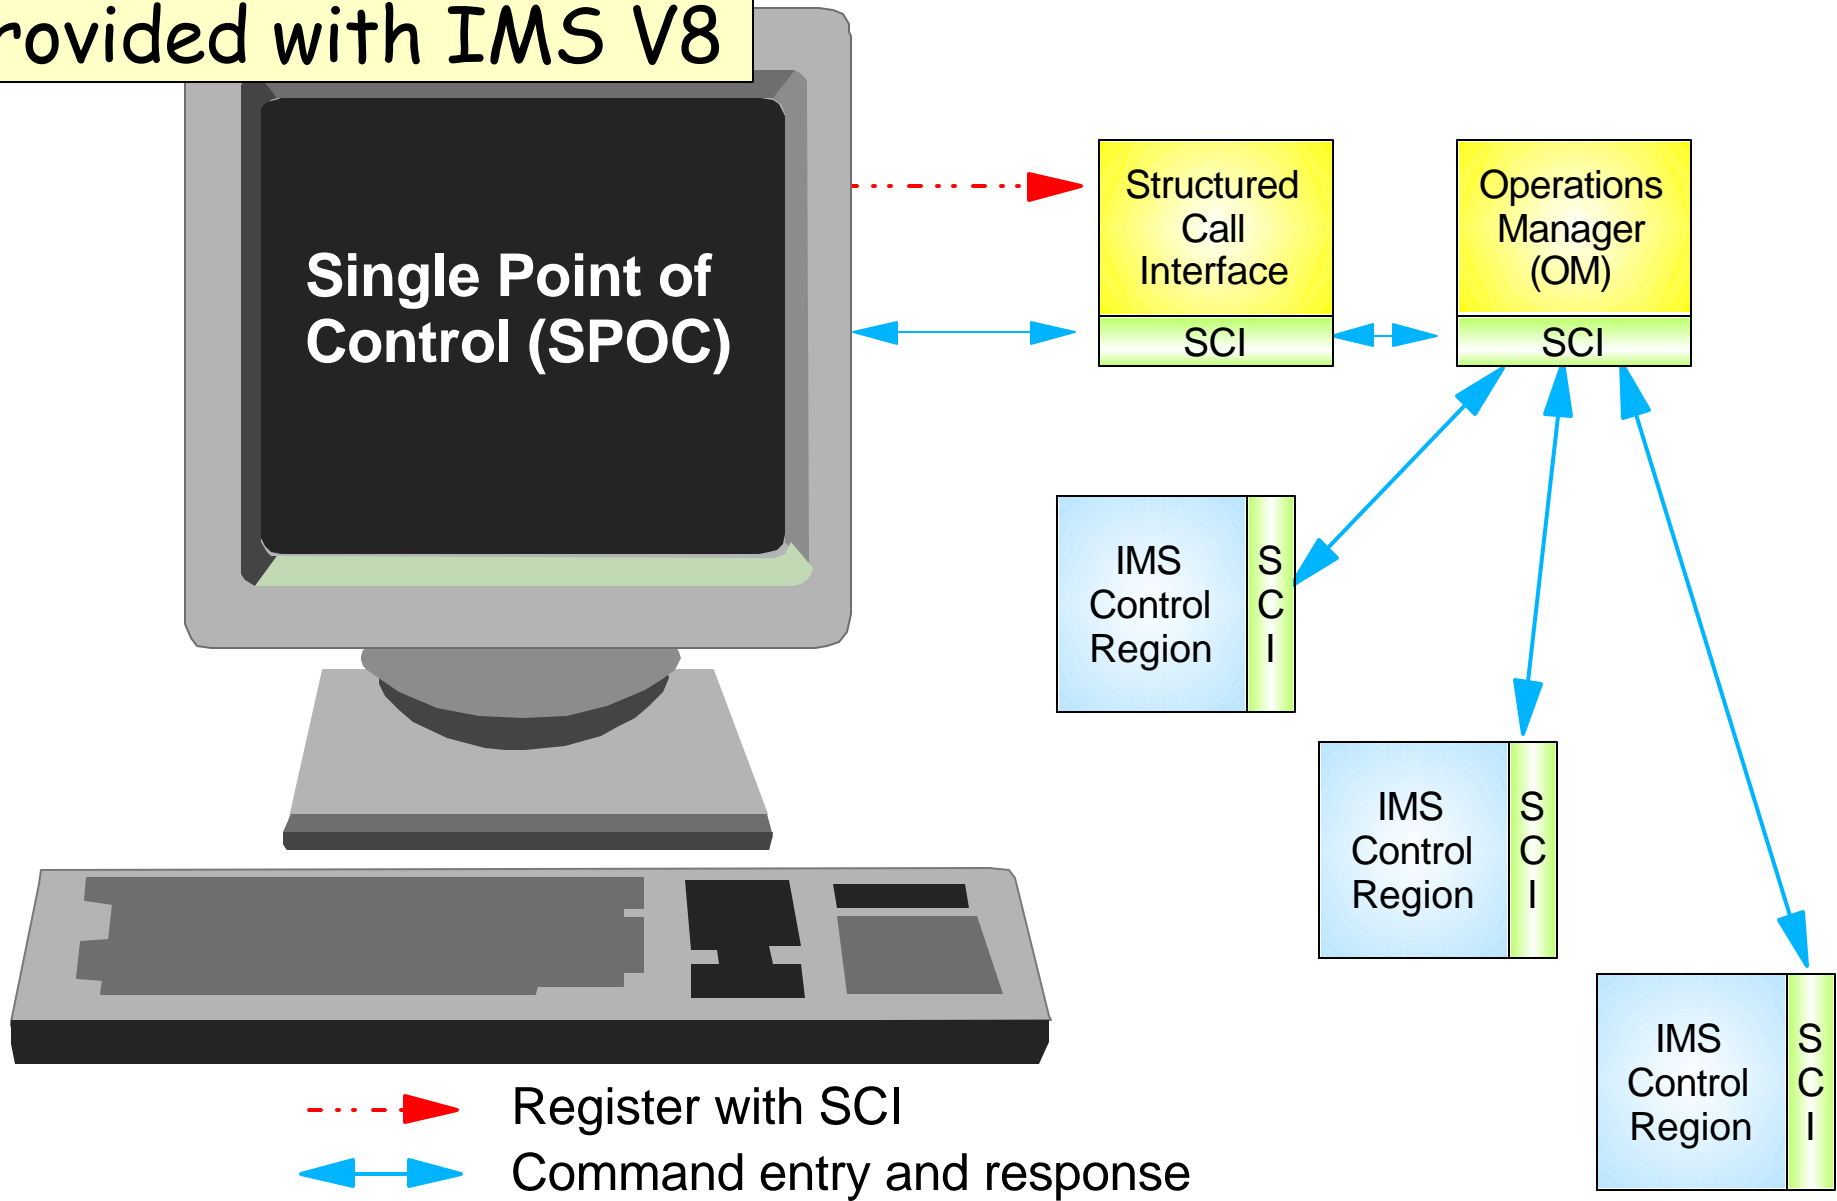 rovided with IMS V8
Single Point of
Control (SPOC)
Structured
Call
Interface
SCI
Operations
Manager
(OM)
SCI
IMS
Control
Region
S
C
I
IMS
Control
Region
S
C
I
IMS
Control
Region
S
C
I
Register with SCI
Command entry and response